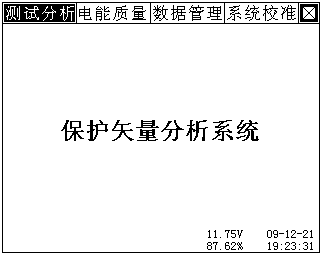 测试分析 电能质量 数据管理 系统校准
保护矢量分析系统
11.75V 09-12-21
87.62% 19:23:31